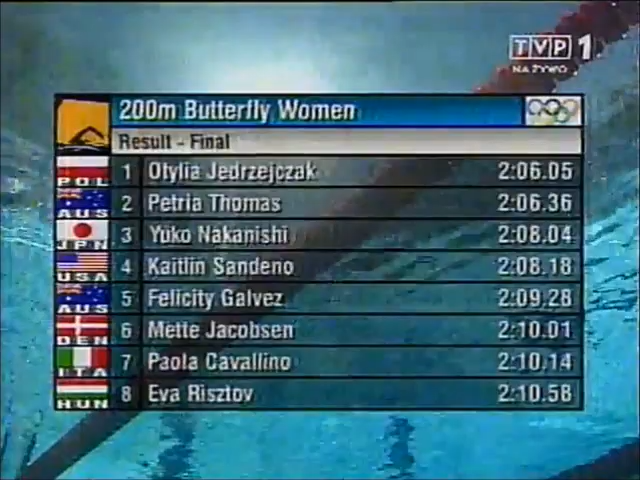 TVP 1
NA ŻYWO
200m Butterfly Women
Result - Final
POL 1 Otylia Jedrzejczak 2:06.05
AUS 2 Petria Thomas 2:06.36
JPN 3 Yuko Nakanishi 2:08.04
USA 4 Kaitlin Sandeno 2:08.18
AUS 5 Felicity Galvez 2:09.28
DEN 6 Mette Jacobsen 2:10.01
ITA 7 Paola Cavallino 2:10.14
HUN 8 Eva Risztov 2:10.58